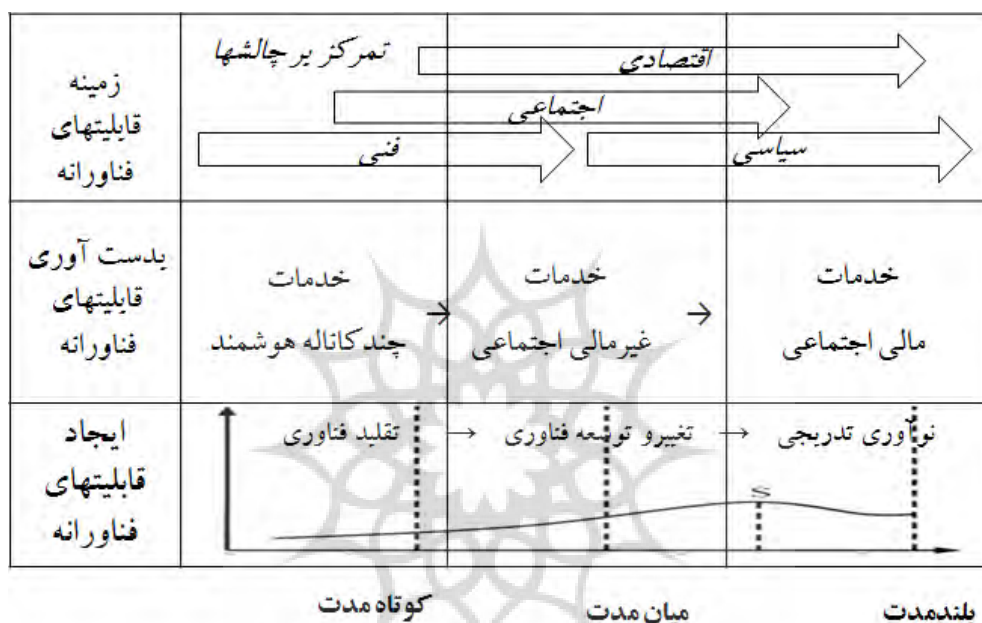 زمینه
قابلیتهای
فناورانه
تمرکز بر چالشها
اقتصادی
اجتماعی
فنی
سیاسی
بدست آوری
قابلیتهای
فناورانه
خدمات
چندکاناله هوشمند
→
خدمات
غیرمالی اجتماعی
→
خدمات
مالی اجتماعی
ایجاد
قابلیتهای
فناورانه
تقلید فناوری → تغییرو توسعه فناوری → نوآوری تدریجی
S
کوتاه مدت
میان مدت
بلندمدت